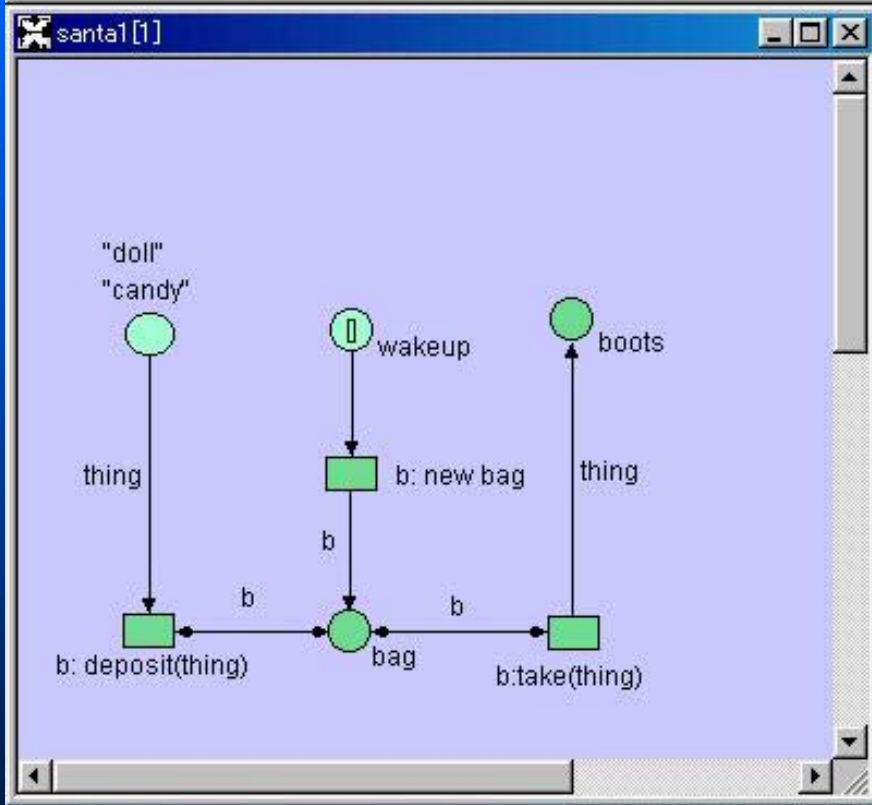 santa1[1]
"doll"
"candy"
[]
wakeup
boots
thing
b: new bag
thing
b
b
b
b: deposit(thing)
bag
b:take(thing)